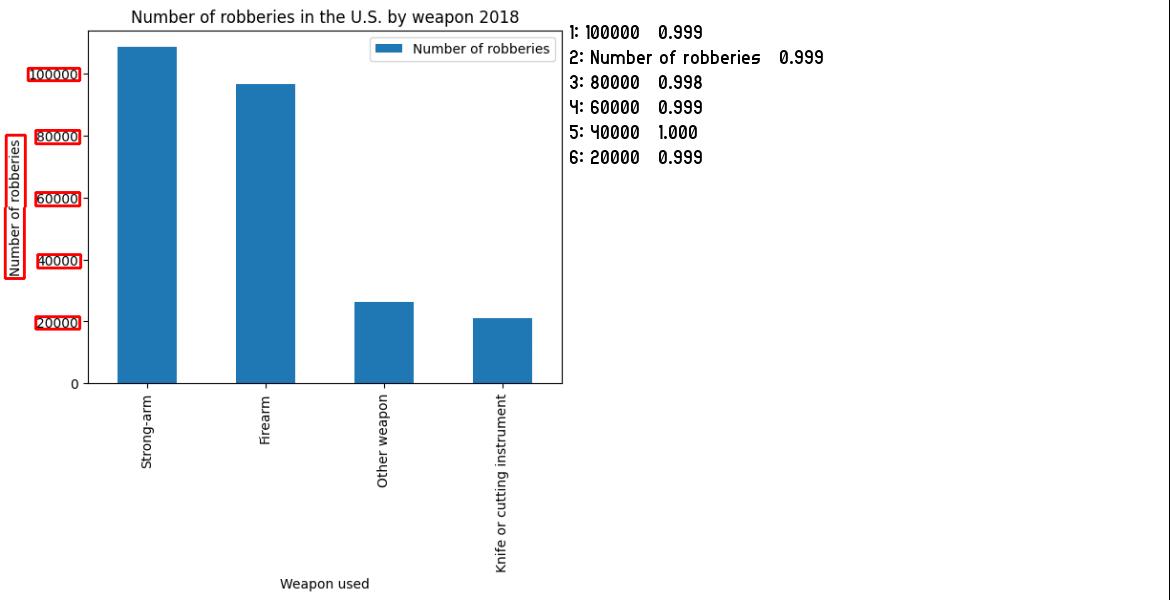 Number of robberies in the U.S. by weapon 2018
Number of robberies
100000
80000
60000
40000
20000
0
Number of robberies
Strong-arm
Firearm
Other weapon
Knife or cutting instrument
Weapon used
1: 100000 0.999
2: Number of robberies 0.999
3: 80000 0.998
4: 60000 0.999
5: 40000 1.000
6: 20000 0.999